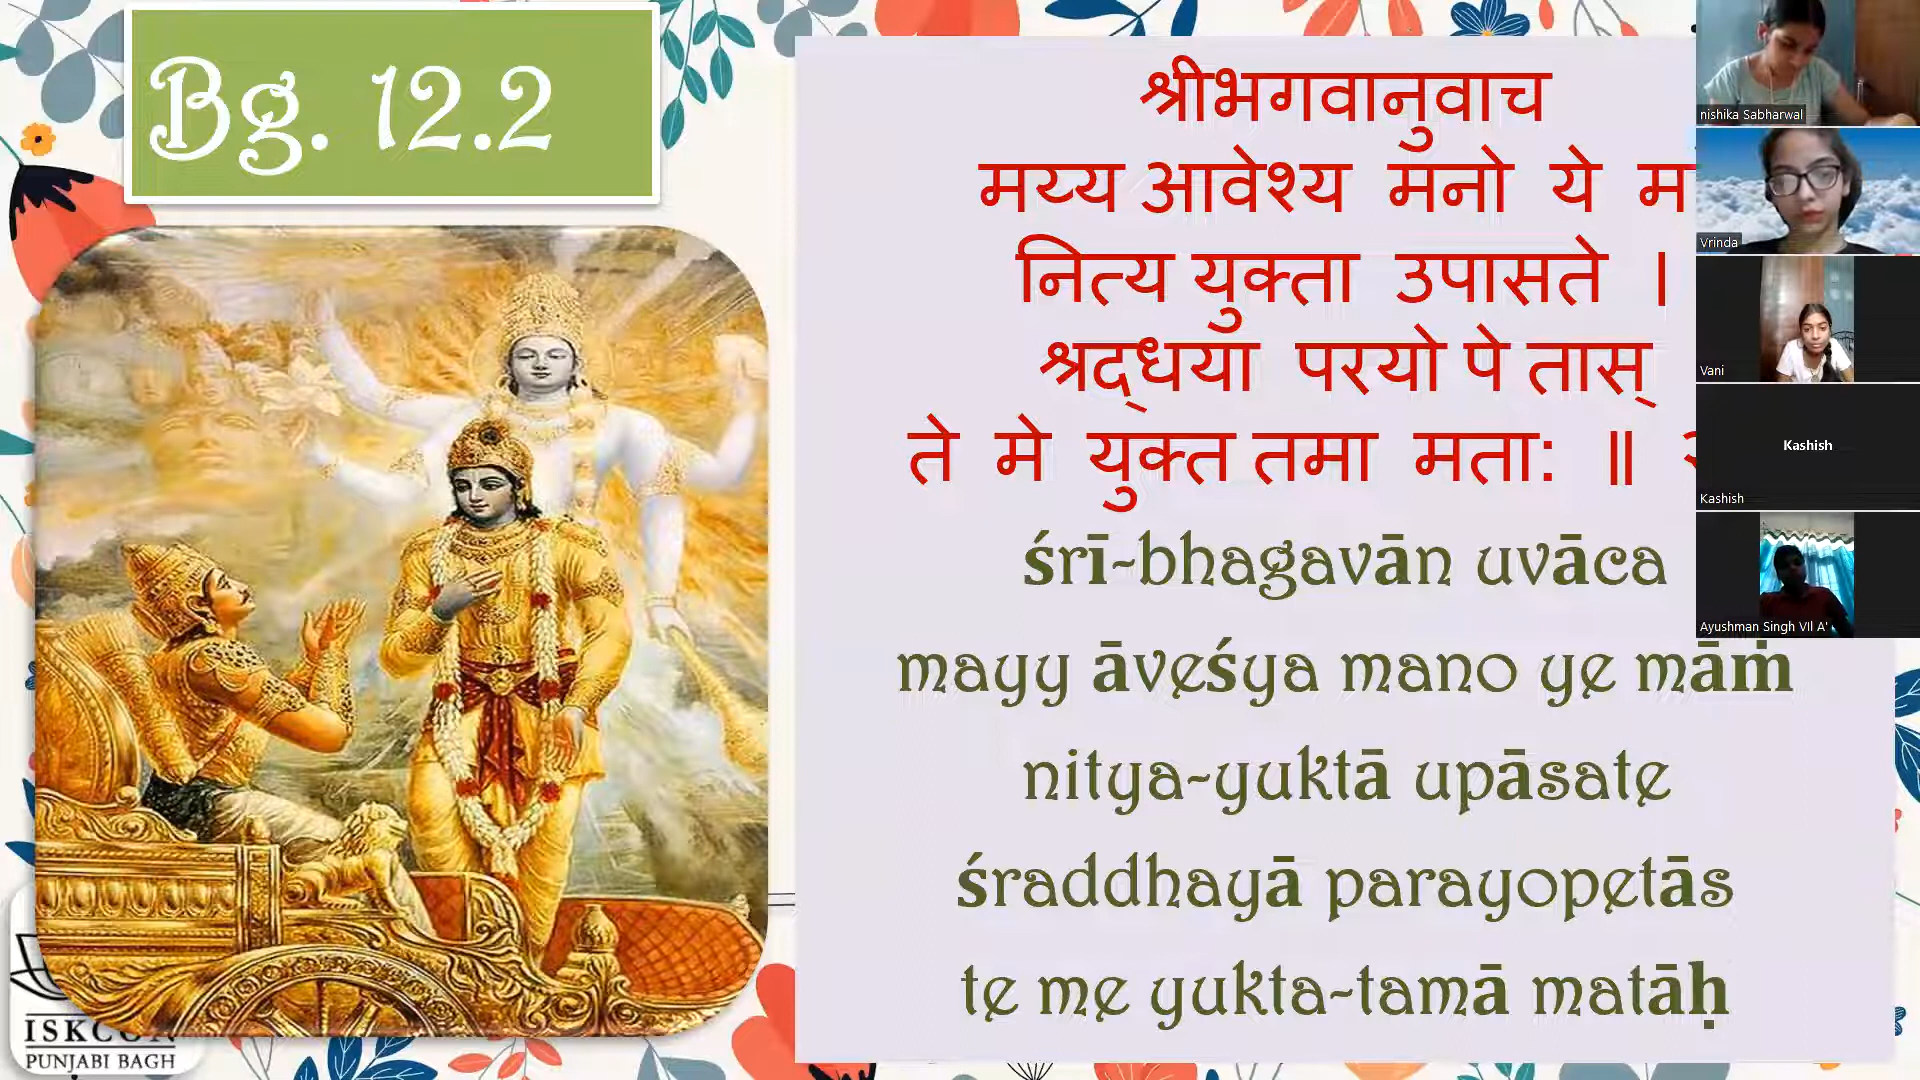 Bg. 12.2
श्रीभगवानुवाच
मय्य आवेश्य मनो ये
नित्य युक्ता उपासते ।
श्रद्धया परयो पे तास्
ते मे युक्त तमा मता: ॥
śrī-bhagavān uvāca
mayy āveśya mano ye māṁ
nitya-yuktā upāsate
śraddhayā parayopetās
te me yukta-tamā matāḥ
nishika Sabharwal
Vrinda
Vani
Kashish
Kashish
Ayushman Singh VII A'
ISKCON
PUNJABI BAGH